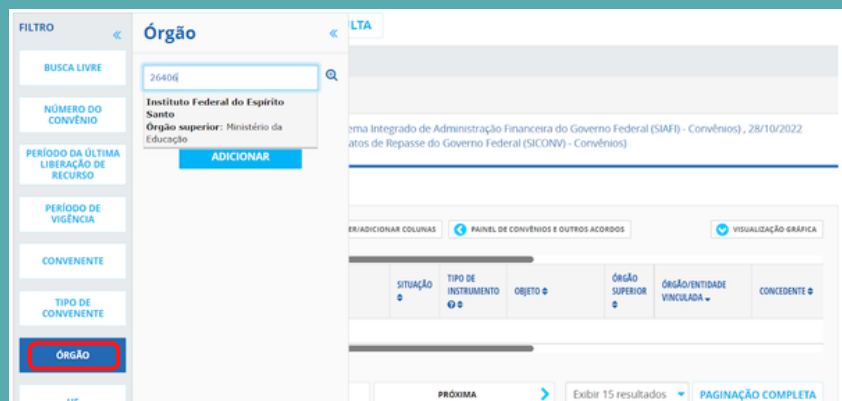 FILTRO «
BUSCA LIVRE
NÚMERO DO
CONVÊNIO
PERÍODO DA ÚLTIMA
LIBERAÇÃO DE
RECURSO
PERÍODO DE
VIGÊNCIA
CONVENENTE
TIPO DE
CONVENENTE
ÓRGÃO
Órgão «
26406
Instituto Federal do Espírito
Santo
Órgão superior: Ministério da
Educação
ADICIONAR
LTA
ema Integrado de Administração Financeira do Governo Federal (SIAFI) - Convênios) , 28/10/2022
atos de Repasse do Governo Federal (SICONV) - Convênios)
ER/ADICIONAR COLUNAS
PAINEL DE CONVÊNIOS E OUTROS ACORDOS
VISUALIZAÇÃO GRÁFICA
SITUAÇÃO
TIPO DE
INSTRUMENTO
OBJETO
ÓRGÃO
SUPERIOR
ÓRGÃO/ENTIDADE
VINCULADA
CONCEDENTE
PRÓXIMA
Exibir 15 resultados
PAGINAÇÃO COMPLETA